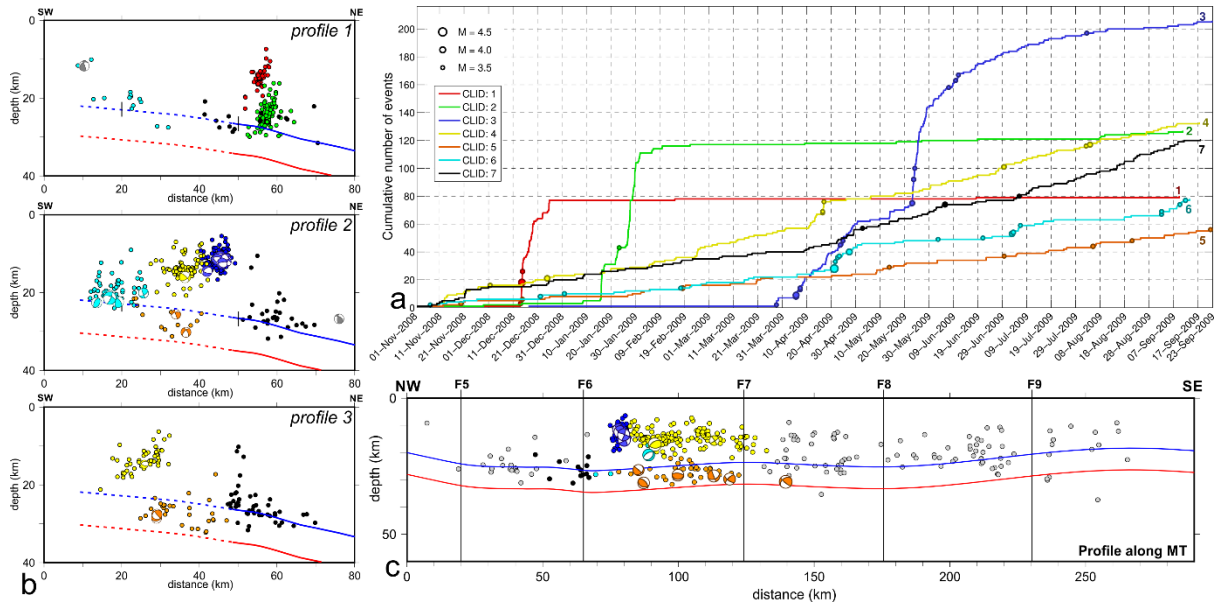 SW
NE
profile 1
0
20
40
depth (km)
0
20
40
60
80
distance (km)
SW
NE
profile 2
0
20
40
depth (km)
0
20
40
60
80
distance (km)
SW
NE
profile 3
0
20
40
depth (km)
0
20
40
60
80
distance (km)
b
Cumulative number of events
200
180
160
140
120
100
80
60
40
20
0
M = 4.5
M = 4.0
M = 3.5
CLID: 1
CLID: 2
CLID: 3
CLID: 4
CLID: 5
CLID: 6
CLID: 7
3
4
2
7
1
6
5
a
01-Nov-2008
11-Nov-2008
21-Nov-2008
01-Dec-2008
11-Dec-2008
21-Dec-2008
31-Dec-2008
10-Jan-2009
20-Jan-2009
30-Jan-2009
09-Feb-2009
19-Feb-2009
01-Mar-2009
11-Mar-2009
21-Mar-2009
31-Mar-2009
10-Apr-2009
20-Apr-2009
30-Apr-2009
10-May-2009
20-May-2009
30-May-2009
09-Jun-2009
19-Jun-2009
29-Jun-2009
09-Jul-2009
19-Jul-2009
29-Jul-2009
08-Aug-2009
18-Aug-2009
28-Aug-2009
07-Sep-2009
17-Sep-2009
23-Sep-2009
NW
F5
F6
F7
F8
F9
SE
0
50
depth (km)
Profile along MT
0
50
100
150
200
250
distance (km)
c